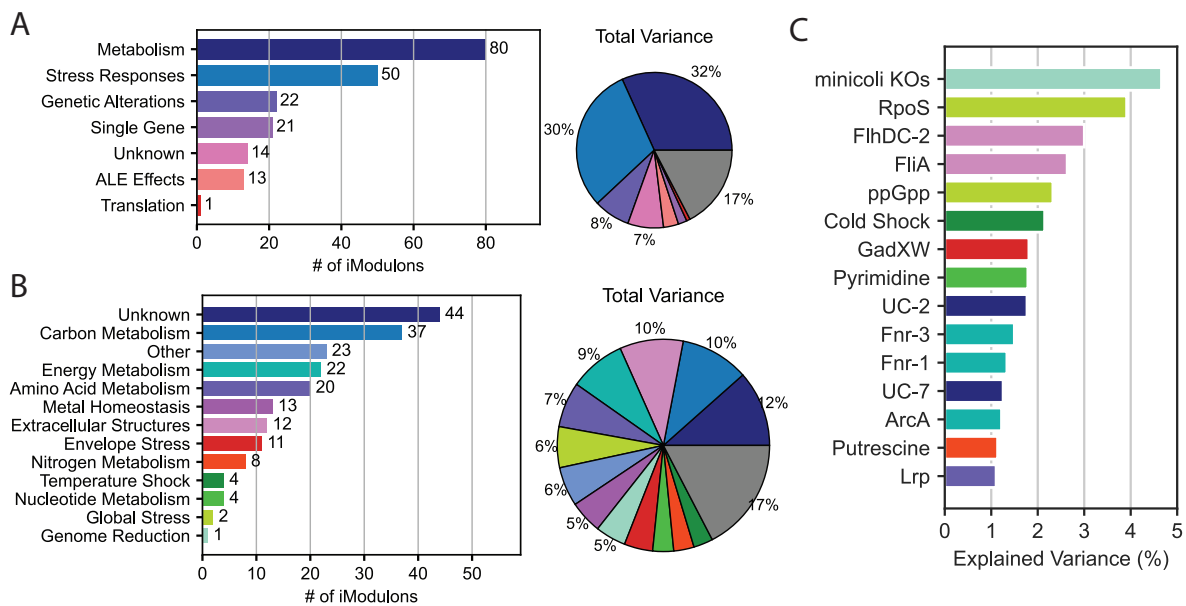 A
Metabolism 80
Stress Responses 50
Genetic Alterations 22
Single Gene 21
Unknown 14
ALE Effects 13
Translation 1
0 20 40 60 80
# of iModulons
Total Variance
32%
30%
17%
8%
7%
B
Unknown 44
Carbon Metabolism 37
Other 23
Energy Metabolism 22
Amino Acid Metabolism 20
Metal Homeostasis 13
Extracellular Structures 12
Envelope Stress 11
Nitrogen Metabolism 8
Temperature Shock 4
Nucleotide Metabolism 4
Global Stress 2
Genome Reduction 1
0 10 20 30 40 50
# of iModulons
Total Variance
10%
10%
9%
12%
7%
6%
6%
17%
5%
5%
C
minicoli KOs
RpoS
FlhDC-2
FliA
ppGpp
Cold Shock
GadXW
Pyrimidine
UC-2
Fnr-3
Fnr-1
UC-7
ArcA
Putrescine
Lrp
0 1 2 3 4 5
Explained Variance (%)